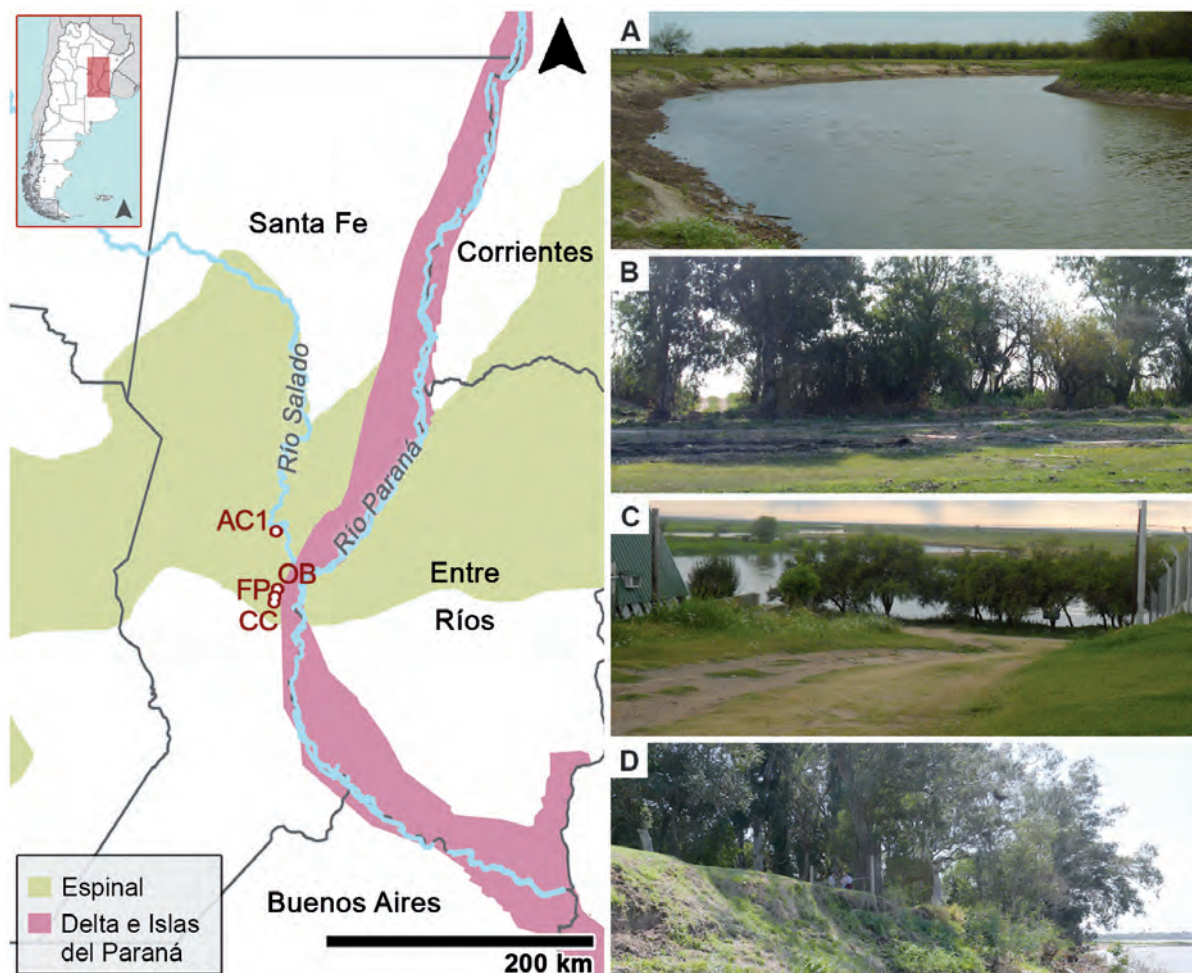 Santa Fe
Corrientes
Río Salado
Río Paraná
AC1
OB
FP
CC
Entre
Ríos
Buenos Aires
Espinal
Delta e Islas
del Paraná
200 km
A
B
C
D